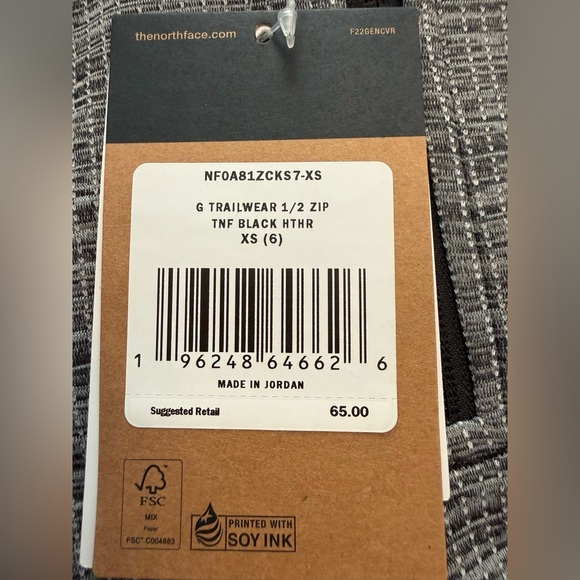 thenorthface.com F22GENCVR
NF0A81ZCKS7-XS
G TRAILWEAR 1/2 ZIP
TNF BLACK HTHR
XS (6)
1 96248 64662 6
MADE IN JORDAN
Suggested Retail 65.00
FSC
MIX
Paper
FSC® C004883
PRINTED WITH
SOY INK